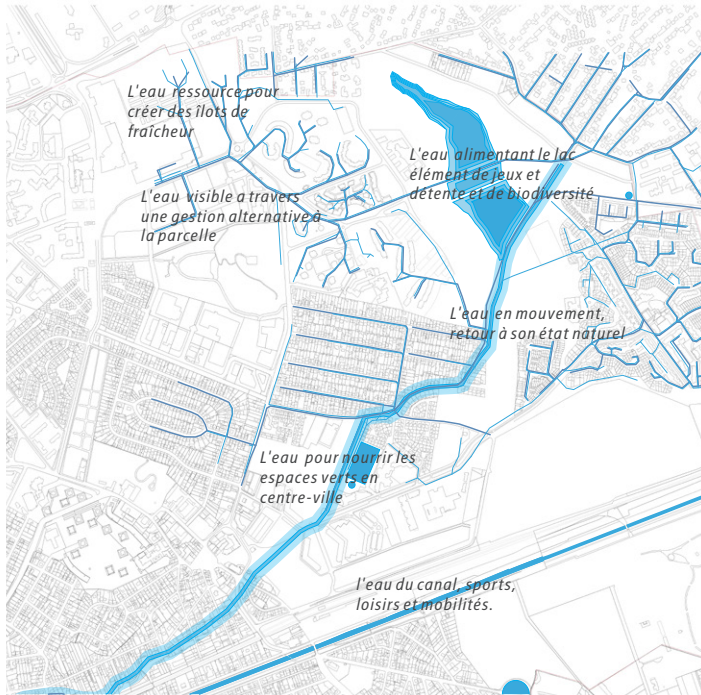 L'eau ressource pour
créer des îlots de
fraîcheur
L'eau alimentant le lac
élément de jeux et
détente et de biodiversité
L'eau visible a travers
une gestion alternative à
la parcelle
L'eau en mouvement,
retour à son état naturel
L'eau pour nourrir les
espaces verts en
centre-ville
l'eau du canal, sports,
loisirs et mobilités.